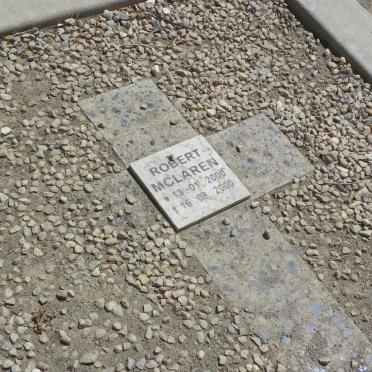 ROBERT
MCLAREN
* 13-01 2000
† 16 08 2000